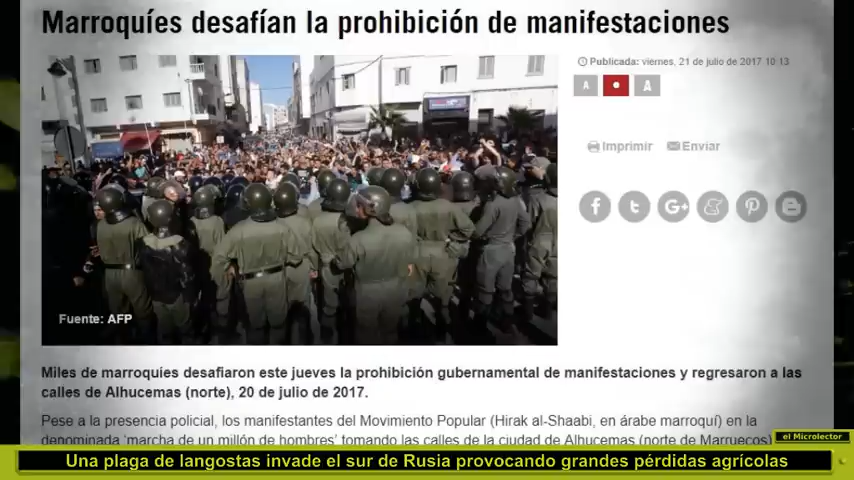 Marroquíes desafían la prohibición de manifestaciones
Publicada: viernes, 21 de julio de 2017 10:13
A A
Imprimir Enviar
Fuente: AFP
Miles de marroquíes desafiaron este jueves la prohibición gubernamental de manifestaciones y regresaron a las
calles de Alhucemas (norte), 20 de julio de 2017.
Pese a la presencia policial, los manifestantes del Movimiento Popular (Hirak al-Shaabi, en árabe marroquí) en la
denominada ‘marcha de un millón de hombres’ tomando las calles de la ciudad de Alhucemas (norte de Marruecos)
el Microlector
Una plaga de langostas invade el sur de Rusia provocando grandes pérdidas agrícolas